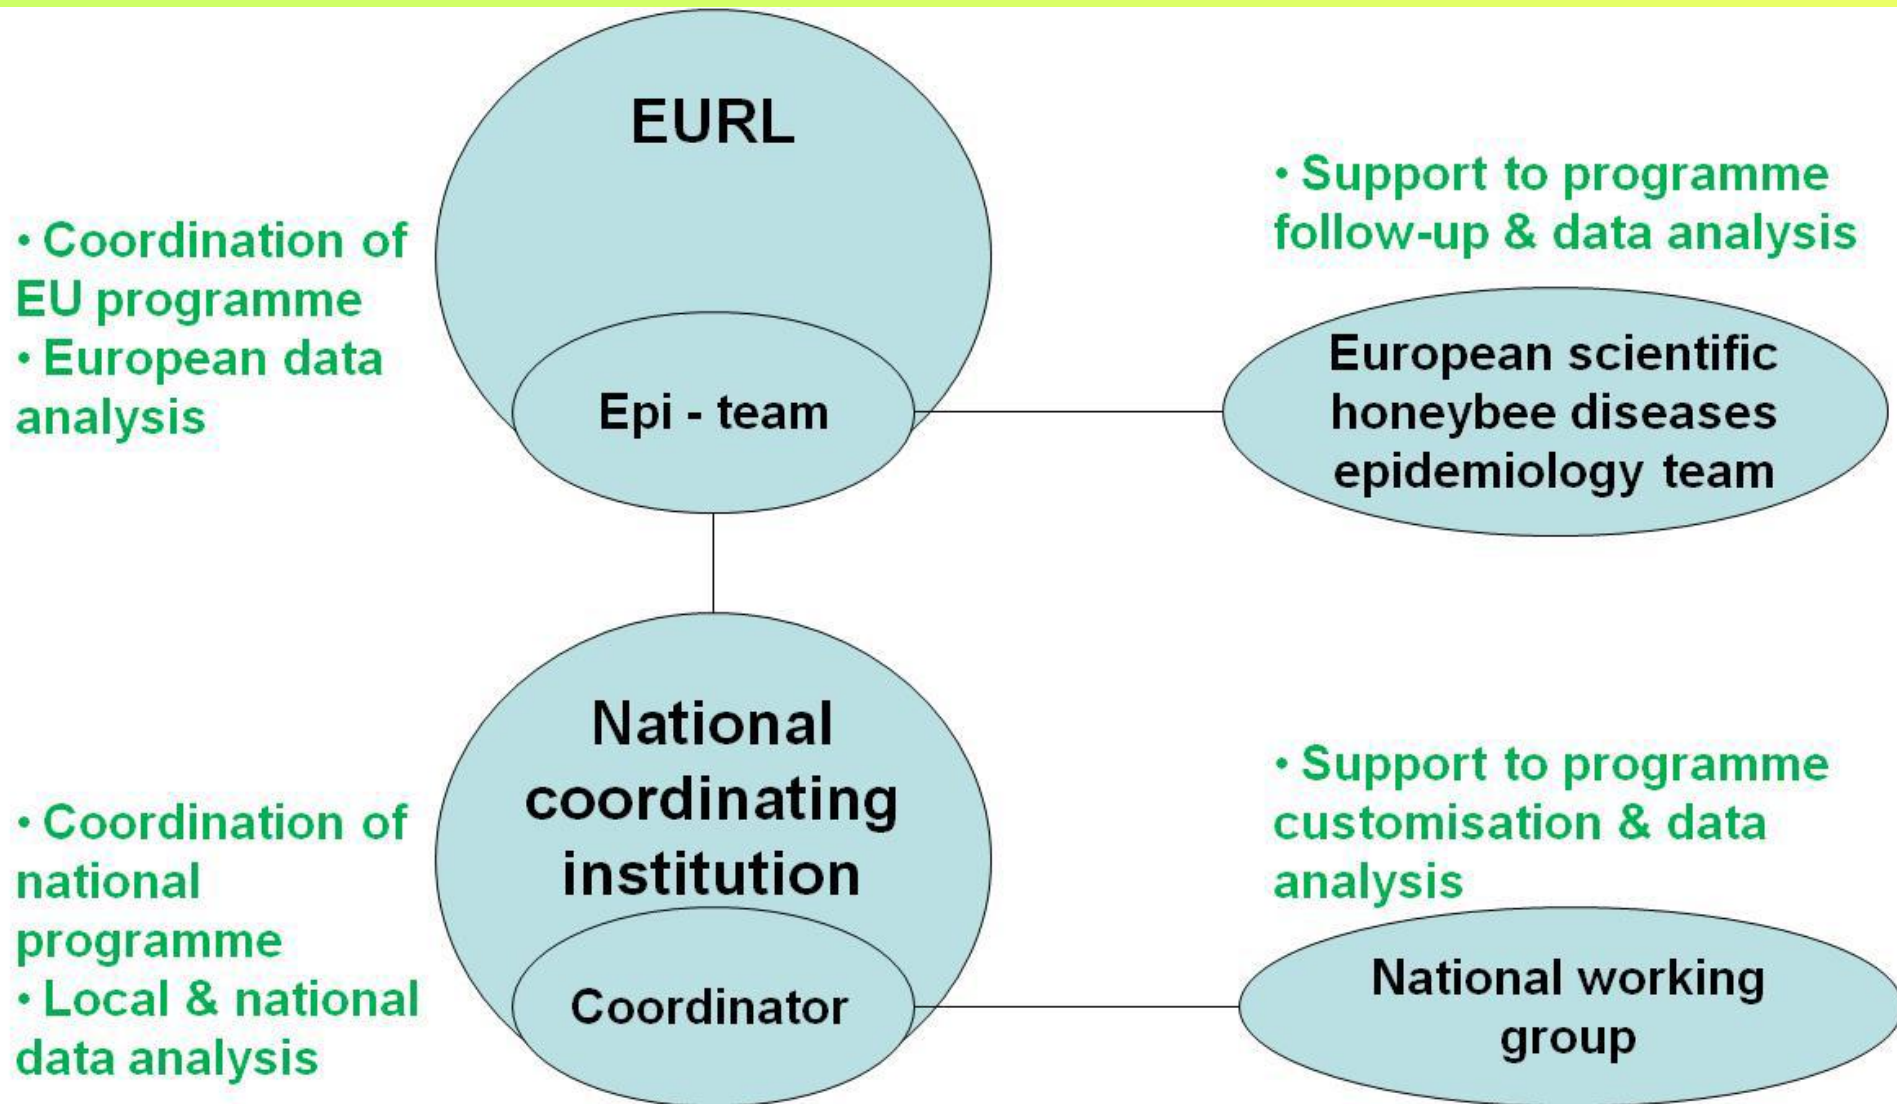 EURL
Epi - team
• Coordination of
EU programme
• European data
analysis
• Support to programme
follow-up & data analysis
European scientific
honeybee diseases
epidemiology team
National
coordinating
institution
Coordinator
• Coordination of
national
programme
• Local & national
data analysis
• Support to programme
customisation & data
analysis
National working
group